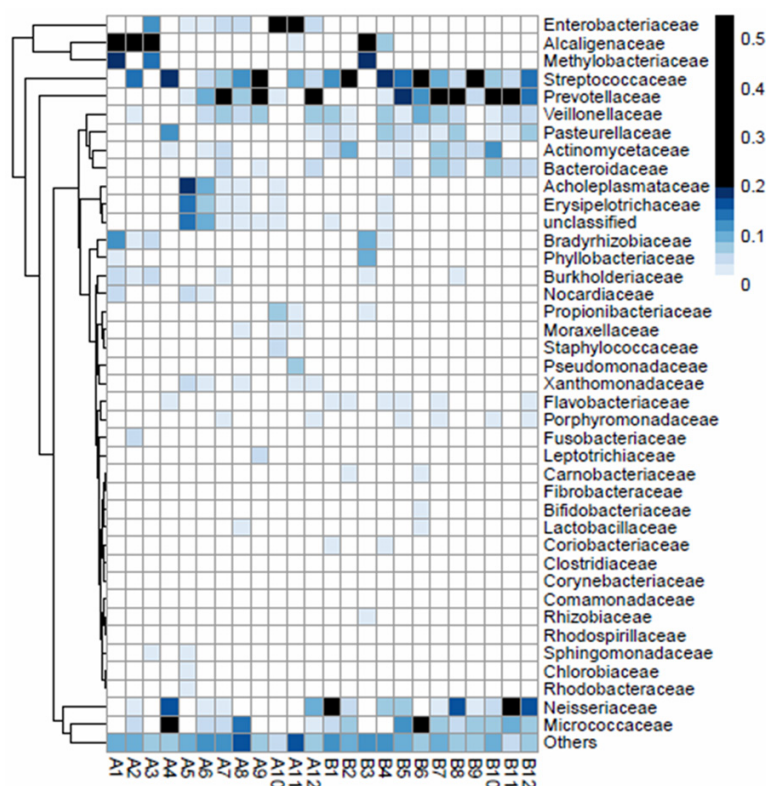 Enterobacteriaceae
Alcaligenaceae
Methylobacteriaceae
Streptococcaceae
Prevotellaceae
Veillonellaceae
Pasteurellaceae
Actinomycetaceae
Bacteroidaceae
Acholeplasmataceae
Erysipelotrichaceae
unclassified
Bradyrhizobiaceae
Phyllobacteriaceae
Burkholderiaceae
Nocardiaceae
Propionibacteriaceae
Moraxellaceae
Staphylococcaceae
Pseudomonadaceae
Xanthomonadaceae
Flavobacteriaceae
Porphyromonadaceae
Fusobacteriaceae
Leptotrichiaceae
Carnobacteriaceae
Fibrobacteraceae
Bifidobacteriaceae
Lactobacillaceae
Coriobacteriaceae
Clostridiaceae
Corynebacteriaceae
Comamonadaceae
Rhizobiaceae
Rhodospirillaceae
Sphingomonadaceae
Chlorobiaceae
Rhodobacteraceae
Neisseriaceae
Micrococcaceae
Others
0.5
0.4
0.3
0.2
0.1
0
A1 A2 A3 A4 A5 A6 A7 A8 A9 A10 A11 A12 B1 B2 B3 B4 B5 B6 B7 B8 B9 B10 B11 B12